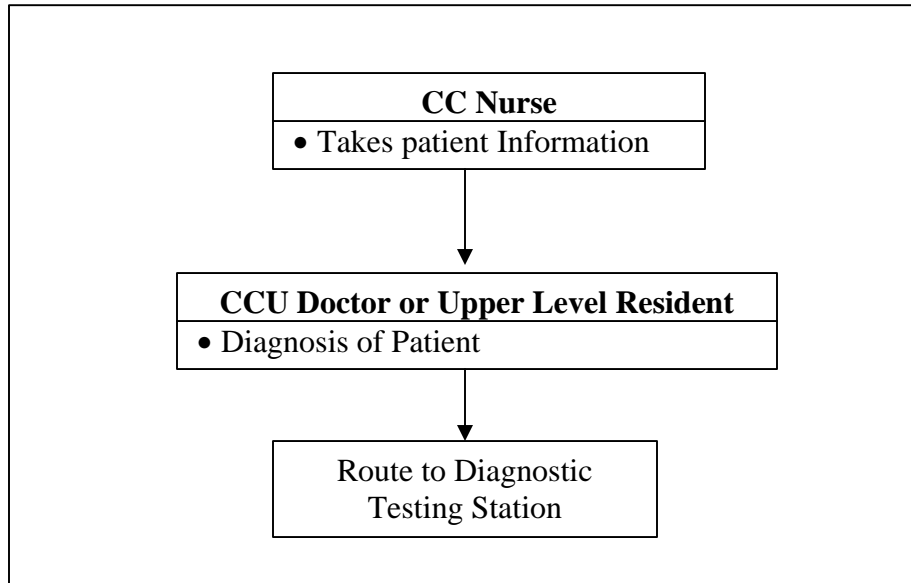 CC Nurse
• Takes patient Information
CCU Doctor or Upper Level Resident
• Diagnosis of Patient
Route to Diagnostic
Testing Station